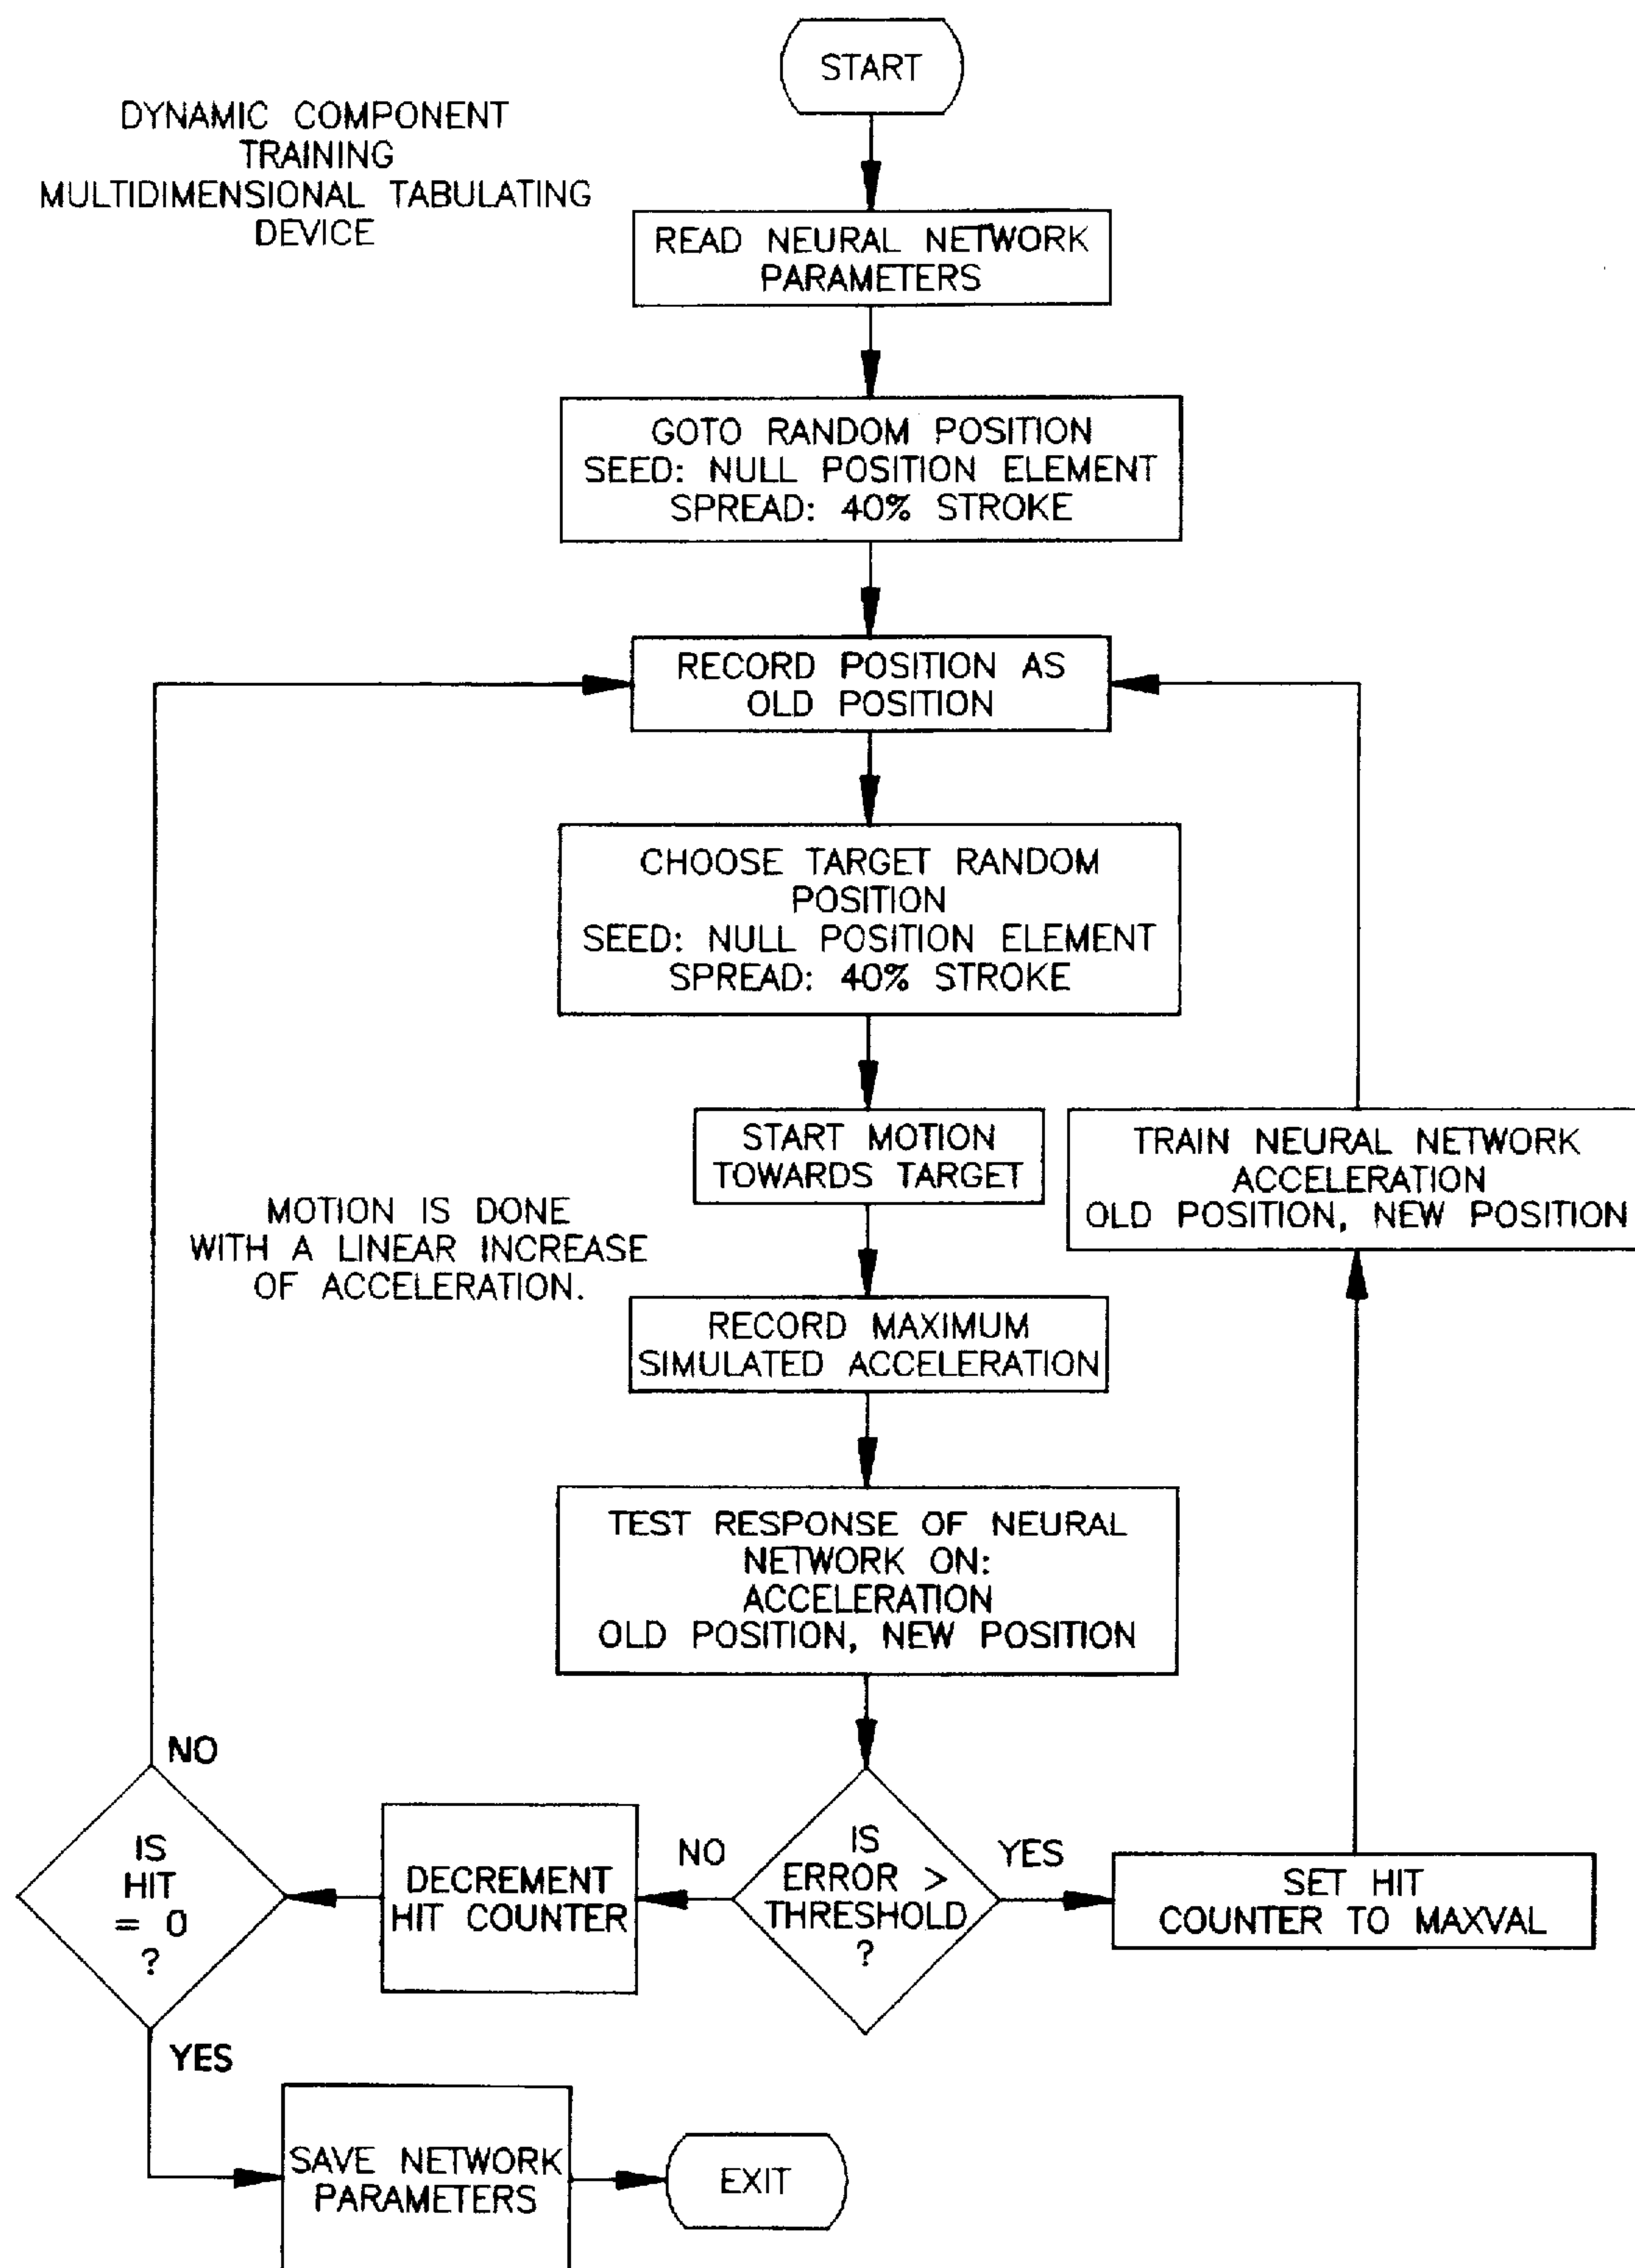 START
DYNAMIC COMPONENT
TRAINING
MULTIDIMENSIONAL TABULATING
DEVICE
READ NEURAL NETWORK
PARAMETERS
GOTO RANDOM POSITION
SEED: NULL POSITION ELEMENT
SPREAD: 40% STROKE
RECORD POSITION AS
OLD POSITION
CHOOSE TARGET RANDOM
POSITION
SEED: NULL POSITION ELEMENT
SPREAD: 40% STROKE
START MOTION
TOWARDS TARGET
TRAIN NEURAL NETWORK
ACCELERATION
OLD POSITION, NEW POSITION
MOTION IS DONE
WITH A LINEAR INCREASE
OF ACCELERATION.
RECORD MAXIMUM
SIMULATED ACCELERATION
TEST RESPONSE OF NEURAL
NETWORK ON:
ACCELERATION
OLD POSITION, NEW POSITION
NO
IS
HIT
= 0
?
DECREMENT
HIT COUNTER
NO
IS
ERROR >
THRESHOLD
?
YES
SET HIT
COUNTER TO MAXVAL
YES
SAVE NETWORK
PARAMETERS
EXIT